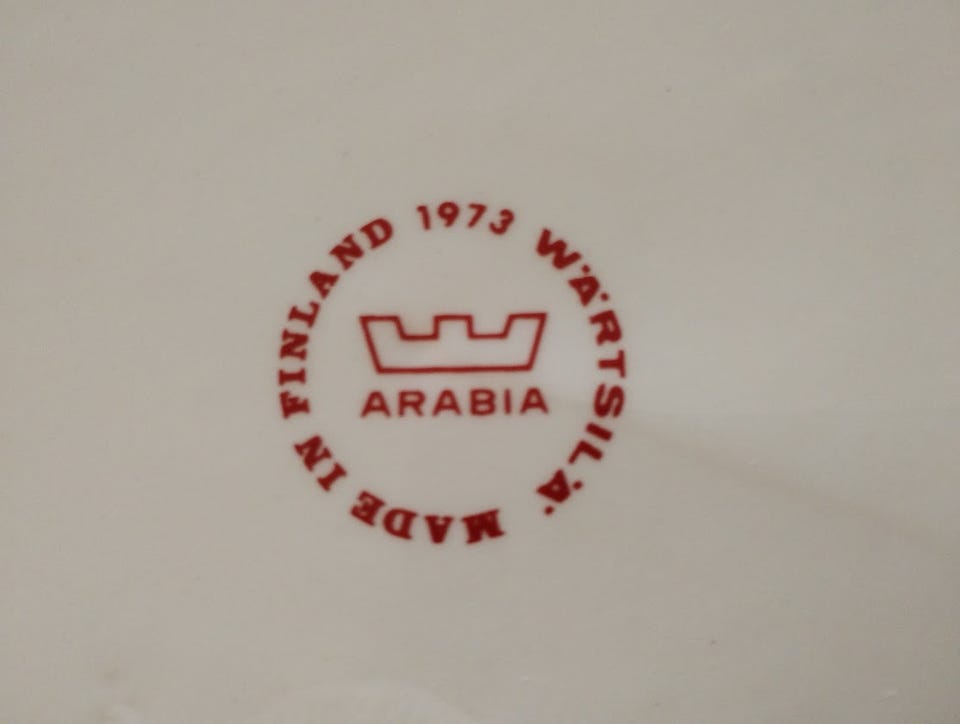 MADE IN FINLAND 1973 WÄRTSILÄ
ARABIA